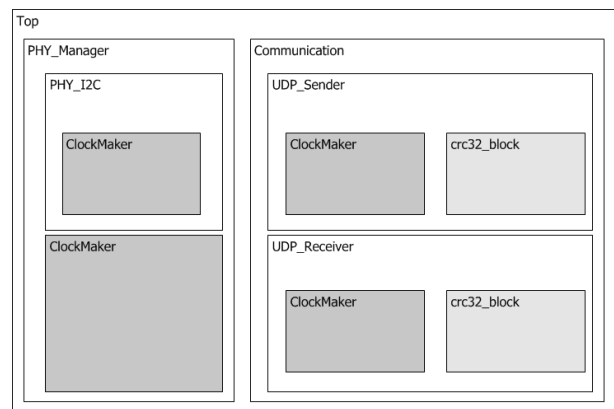 Top
PHY_Manager
PHY_I2C
ClockMaker
ClockMaker
Communication
UDP_Sender
ClockMaker
crc32_block
UDP_Receiver
ClockMaker
crc32_block